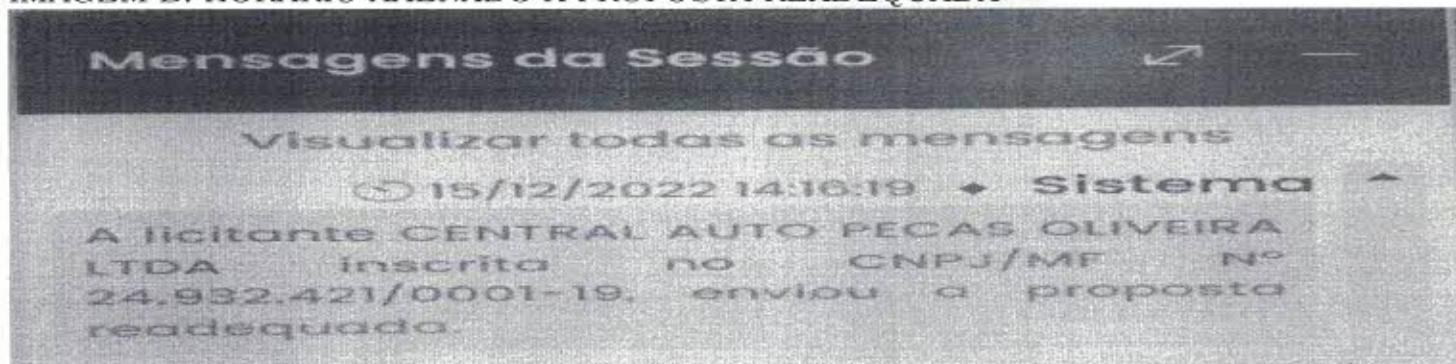 Mensagens da Sessão
Visualizar todas as mensagens
15/12/2022 14:16:19 Sistema
A licitante CENTRAL AUTO PECAS OLIVEIRA
LTDA inscrita no CNPJ/MF Nº
24.932.421/0001-19, enviou a proposta
readequada.